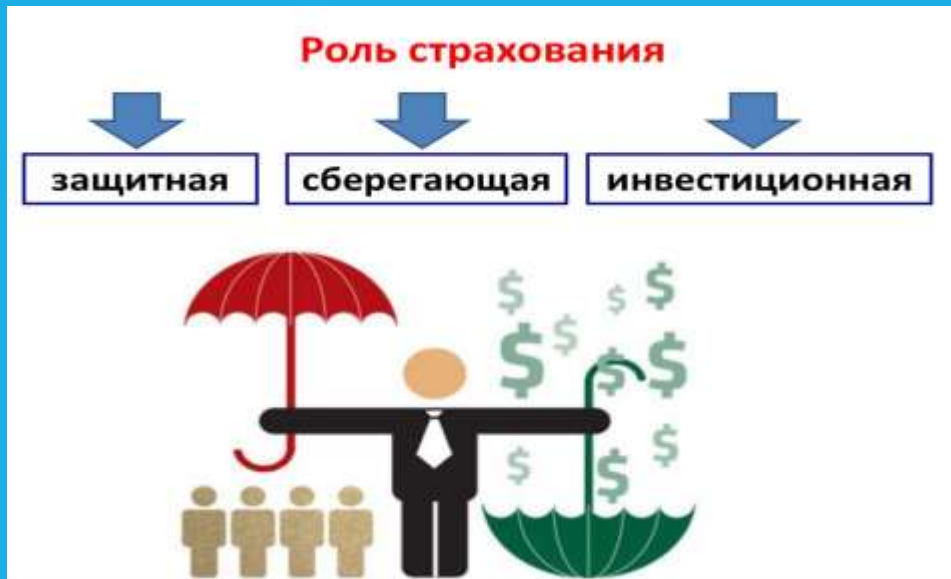 Роль страхования
защитная
сберегающая
инвестиционная
$ $ $
$ $
$ $
$
$ $